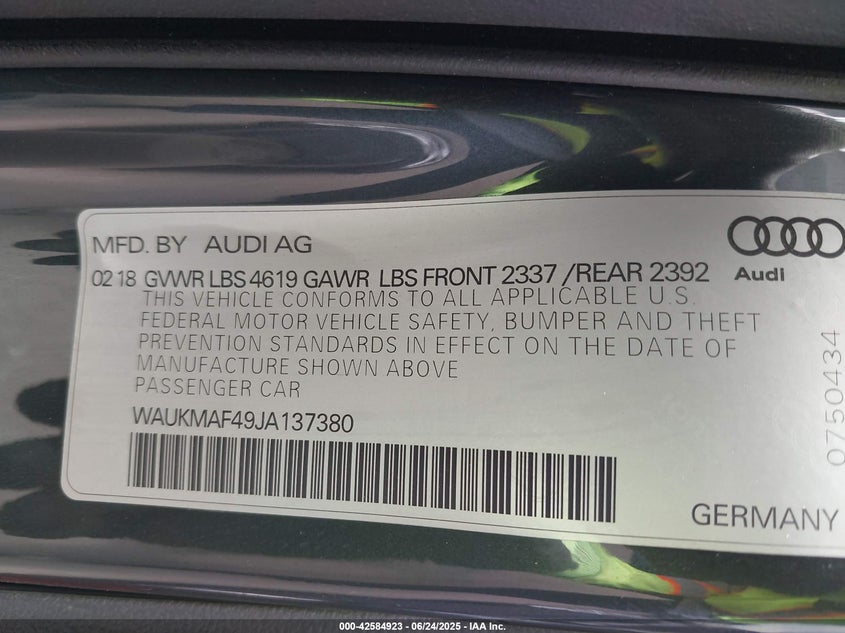 MFD. BY AUDI AG
02 18 GVWR LBS 4619 GAWR LBS FRONT 2337 /REAR 2392
Audi
THIS VEHICLE CONFORMS TO ALL APPLICABLE U.S.
FEDERAL MOTOR VEHICLE SAFETY, BUMPER AND THEFT
PREVENTION STANDARDS IN EFFECT ON THE DATE OF
MANUFACTURE SHOWN ABOVE
PASSENGER CAR
WAUKMAF49JA137380
0750434
GERMANY
000-42584923 - 06/24/2025 - IAA Inc.